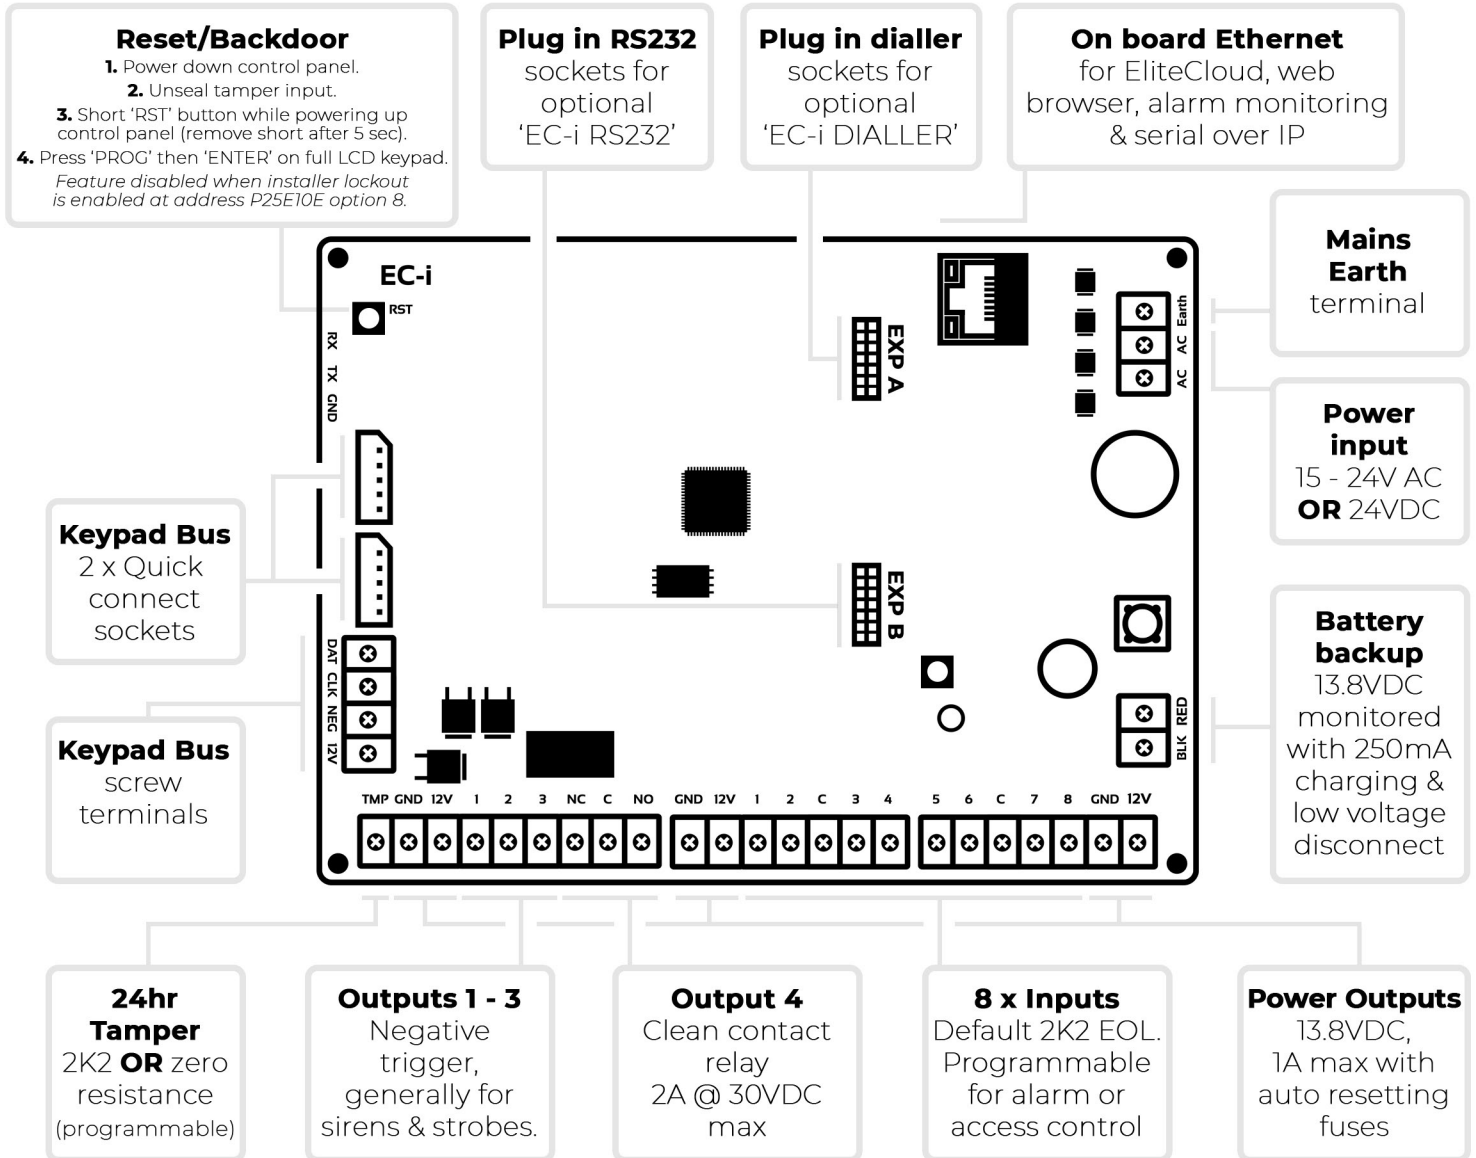 Reset/Backdoor
1. Power down control panel.
2. Unseal tamper input.
3. Short ‘RST’ button while powering up
control panel (remove short after 5 sec).
4. Press ‘PROG’ then ‘ENTER’ on full LCD keypad.
Feature disabled when installer lockout
is enabled at address P25E10E option 8.
Plug in RS232
sockets for
optional
‘EC-i RS232’
Plug in dialler
sockets for
optional
‘EC-i DIALLER’
On board Ethernet
for EliteCloud, web
browser, alarm monitoring
& serial over IP
Mains
Earth
terminal
Power
input
15 - 24V AC
OR 24VDC
Battery
backup
13.8VDC
monitored
with 250mA
charging &
low voltage
disconnect
Keypad Bus
2 x Quick
connect
sockets
Keypad Bus
screw
terminals
EC-i
RST
RX TX GND
EXP A
EXP B
Earth
AC
AC
DAT CLK NEG 12V
RED
BLK
TMP GND 12V 1 2 3 NC C NO GND 12V 1 2 C 3 4 5 6 C 7 8 GND 12V
24hr
Tamper
2K2 OR zero
resistance
(programmable)
Outputs 1 - 3
Negative
trigger,
generally for
sirens & strobes.
Output 4
Clean contact
relay
2A @ 30VDC
max
8 x Inputs
Default 2K2 EOL.
Programmable
for alarm or
access control
Power Outputs
13.8VDC,
1A max with
auto resetting
fuses